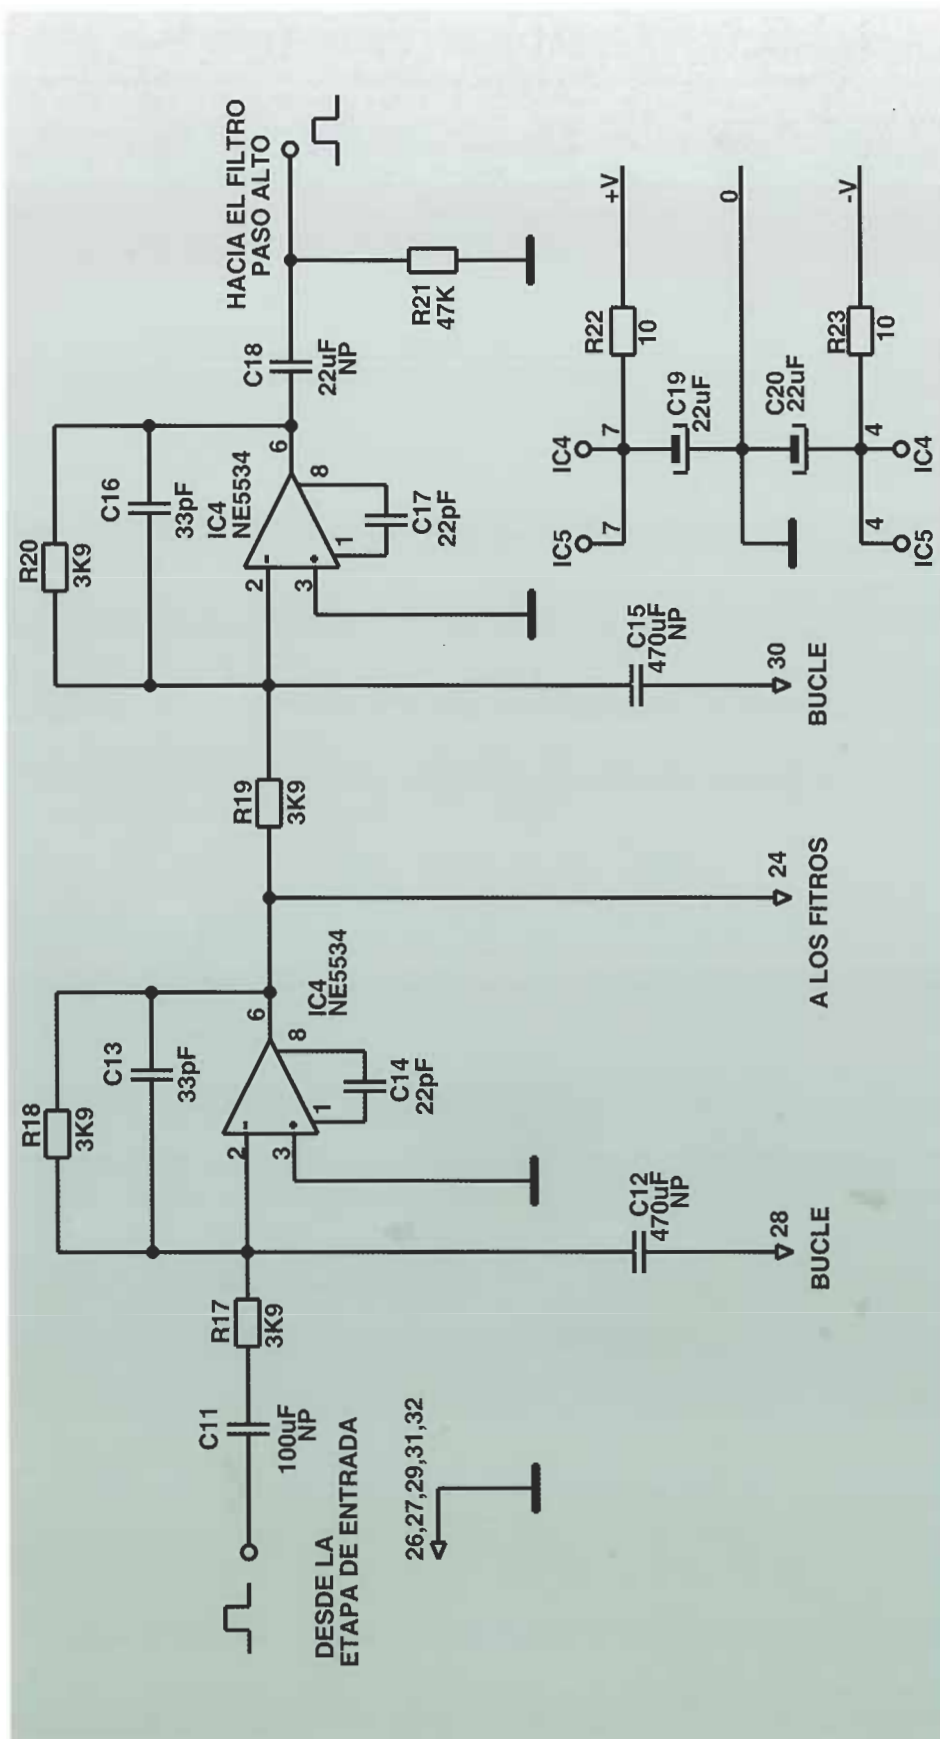 DESDE LA
ETAPA DE ENTRADA
C11
100uF
NP
R17
3K9
R18
3K9
C13
33pF
2
3
6
8
1
IC4
NE5534
C14
22pF
C12
470uF
NP
28
BUCLE
26,27,29,31,32
24
A LOS FITROS
R19
3K9
R20
3K9
C16
33pF
IC4
NE5534
2
3
6
8
1
C17
22pF
C15
470uF
NP
30
BUCLE
C18
22uF
NP
R21
47K
HACIA EL FILTRO
PASO ALTO
IC5
IC4
7
7
R22
10
+V
C19
22uF
0
C20
22uF
R23
10
-V
4
4
IC5
IC4